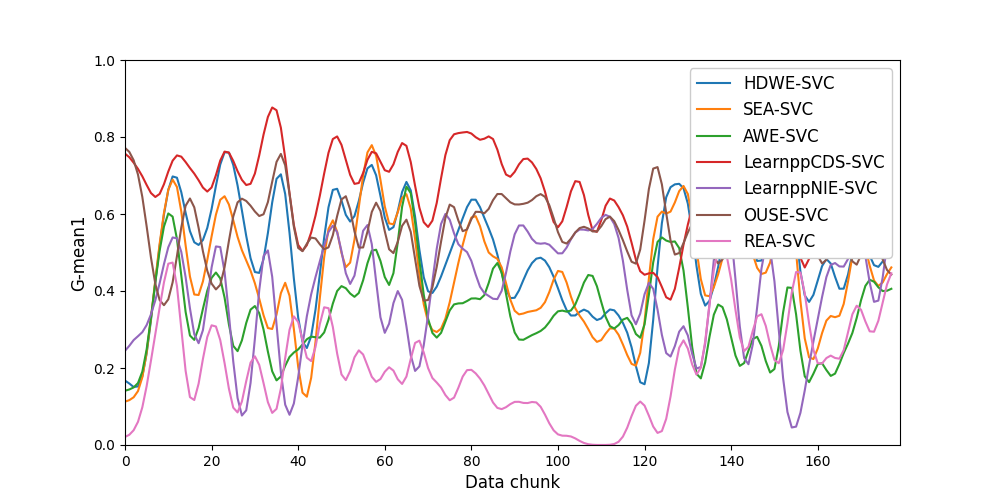 1.0
0.8
0.6
0.4
0.2
0.0
G-mean1
HDWE-SVC
SEA-SVC
AWE-SVC
LearnppCDS-SVC
LearnppNIE-SVC
OUSE-SVC
REA-SVC
0 20 40 60 80 100 120 140 160
Data chunk